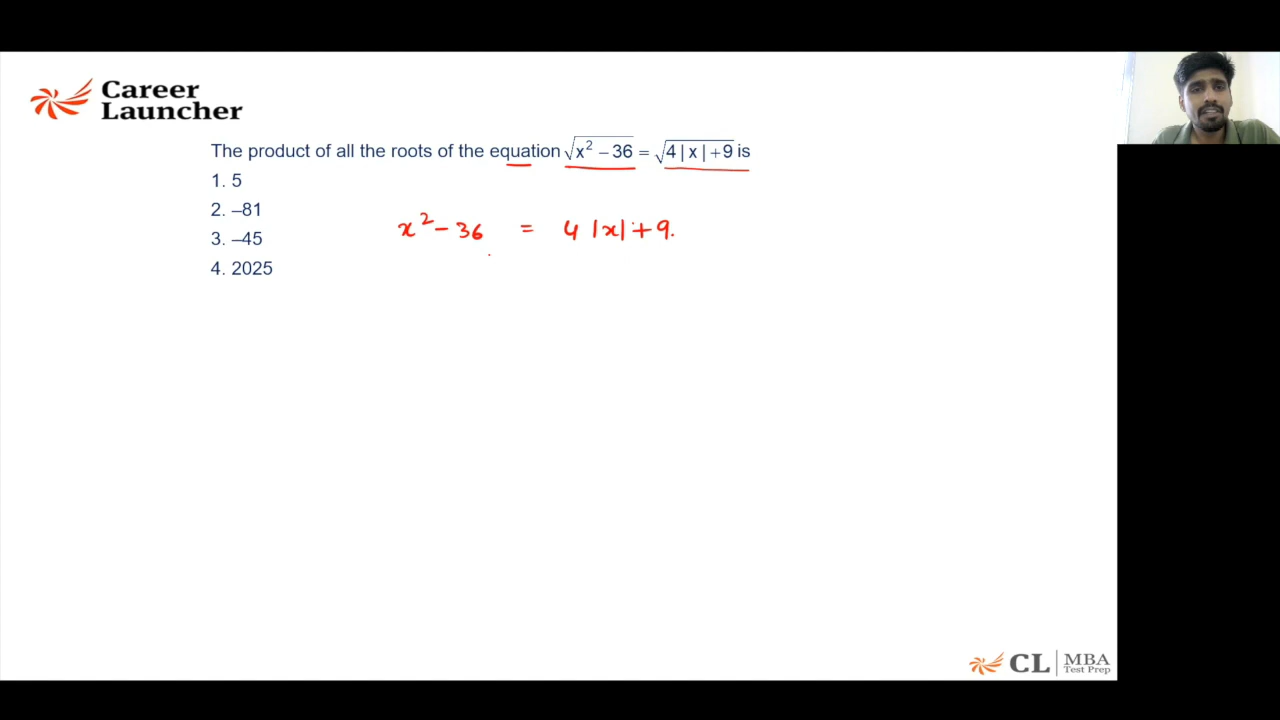 Career
Launcher
The product of all the roots of the equation √x² – 36 = √4 | x | + 9 is
1. 5
2. –81
3. –45
4. 2025
x² – 36 = 4 |x| + 9.
CL | MBA
Test Prep